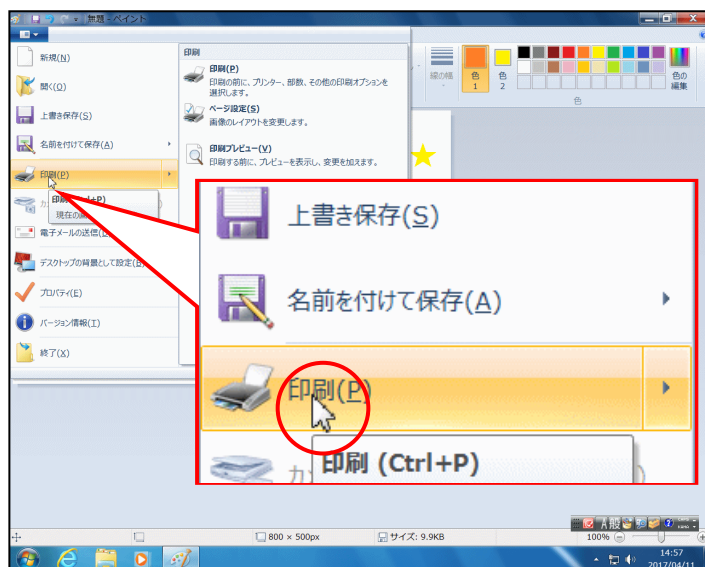 無題 - ペイント
新規(N)
開く(O)
上書き保存(S)
名前を付けて保存(A)
印刷(P)
印刷
印刷(P)
印刷の前に、プリンター、部数、その他の印刷オプションを
選択します。
ページ設定(S)
画像のレイアウトを変更します。
印刷プレビュー(V)
印刷する前に、プレビューを表示し、変更を加えます。
線の幅
色
1
色
2
色の
編集
色
電子メールの送信
デスクトップの背景として設定(B)
プロパティ(E)
バージョン情報(I)
終了(X)
上書き保存(S)
名前を付けて保存(A)
印刷(P)
印刷 (Ctrl+P)
800 × 500px
サイズ: 9.9KB
100%
A 般
14:57
2017/04/11